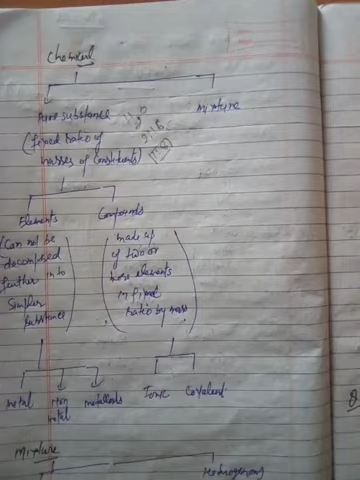 Chemical
Pure substance Mixture
(fixed ratio of
masses of constituents)
Elements Compounds
(Can not be
decomposed
further into
Simpler
substance)
(made up
of two or
more elements
in fixed
ratio by mass)
metal non metal metalloids Ionic Covalent
Mixture